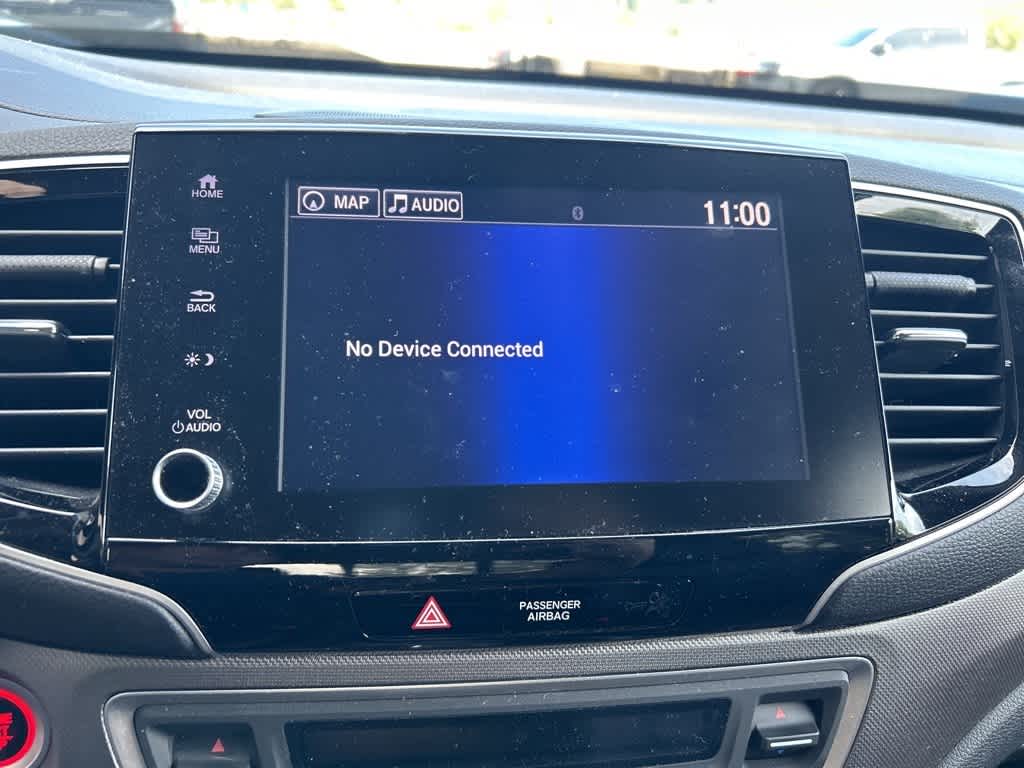 HOME
MENU
BACK
VOL
AUDIO
MAP
AUDIO
11:00
No Device Connected
PASSENGER
AIRBAG